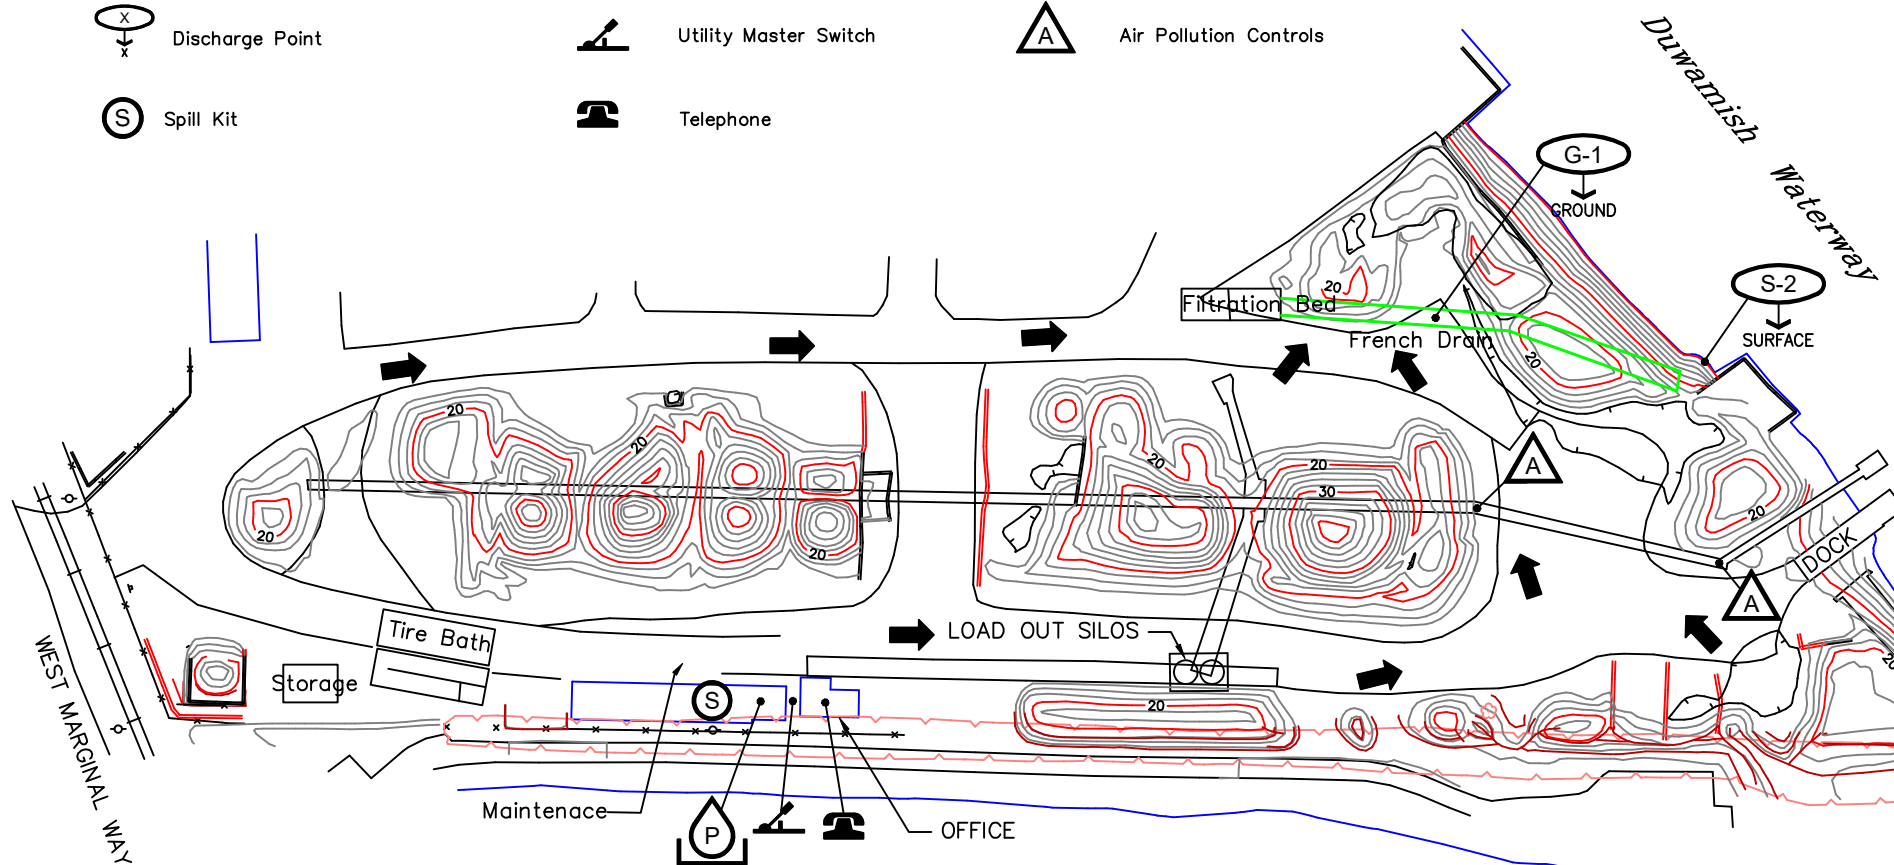 X
x
Discharge Point
Utility Master Switch
A
Air Pollution Controls
S
Spill Kit
Telephone
Duwamish Waterway
G-1
GROUND
S-2
SURFACE
20
Filtration Bed
French Drain
20
20
20
20
20
30
A
20
20
20
DOCK
A
Tire Bath
LOAD OUT SILOS
WEST MARGINAL WAY
Storage
S
20
20
Maintenace
P
OFFICE